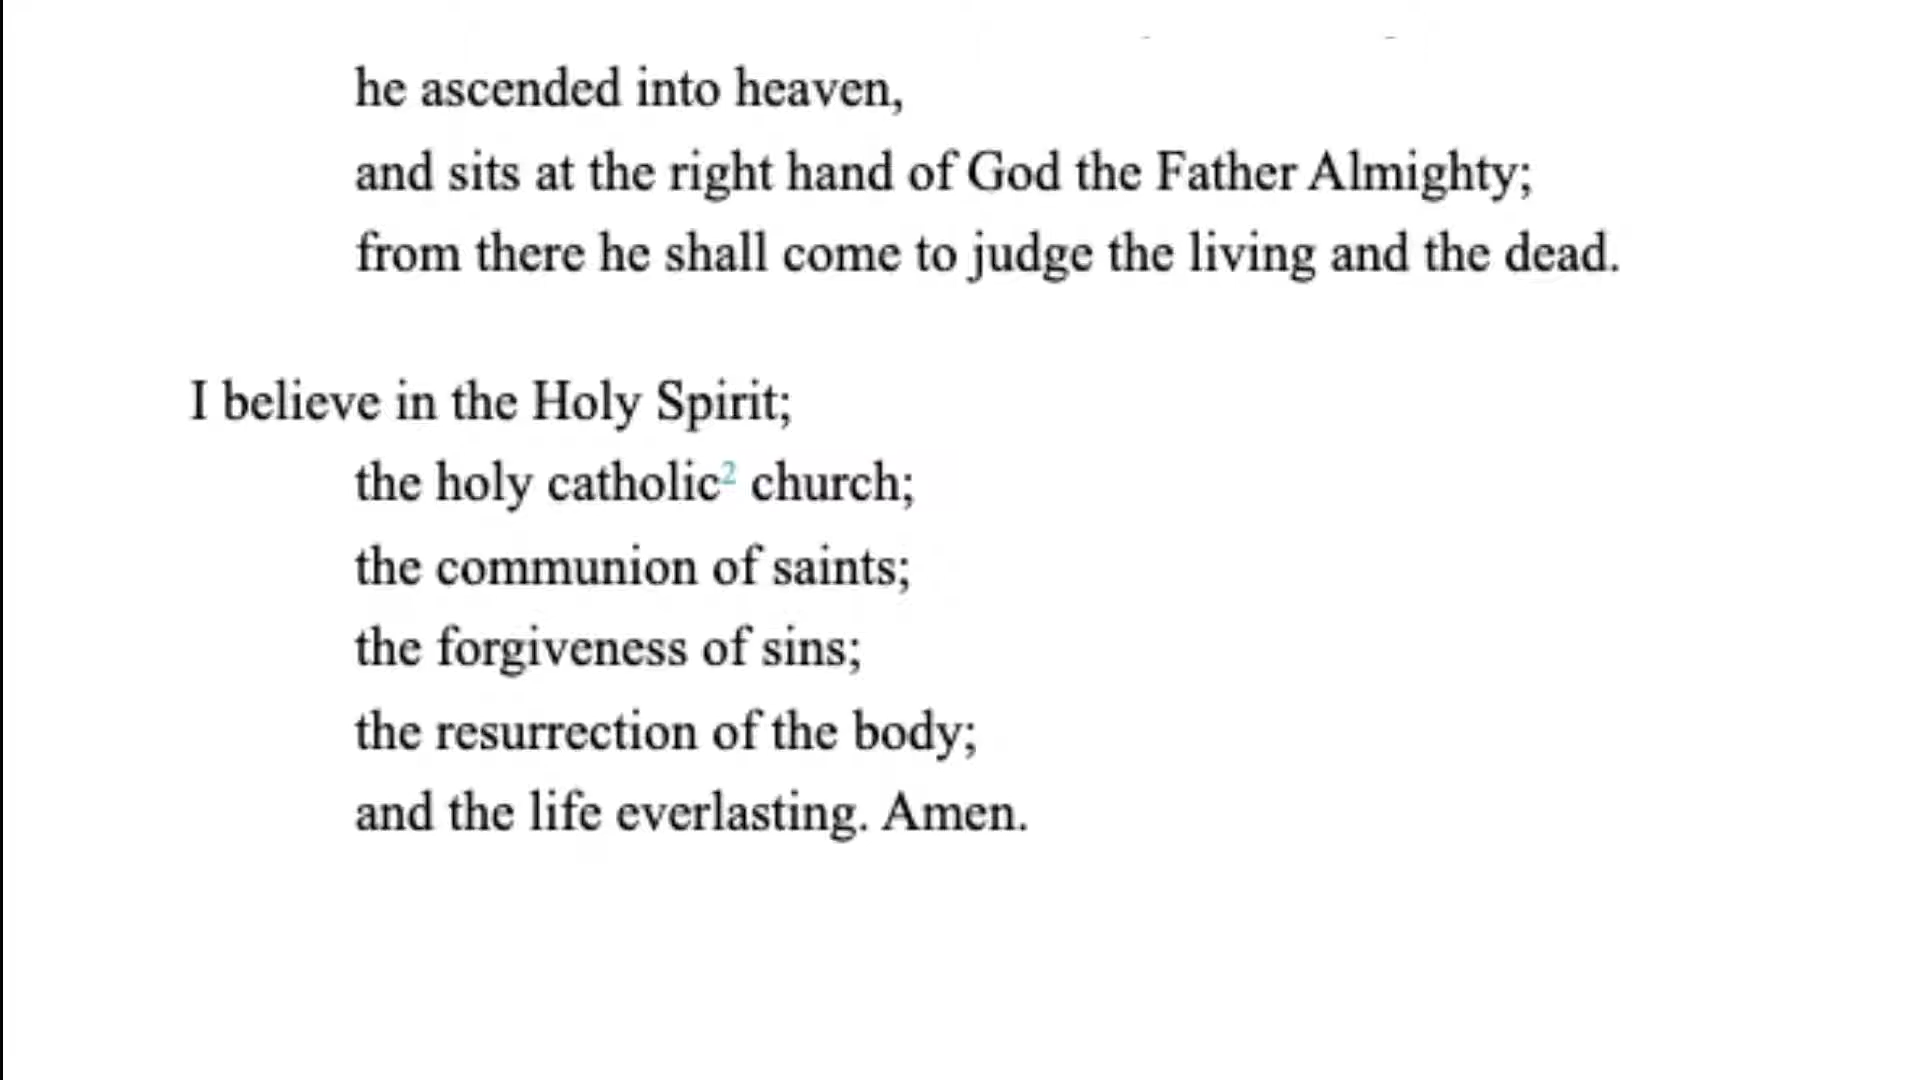 he ascended into heaven,
and sits at the right hand of God the Father Almighty;
from there he shall come to judge the living and the dead.
I believe in the Holy Spirit;
the holy catholic² church;
the communion of saints;
the forgiveness of sins;
the resurrection of the body;
and the life everlasting. Amen.